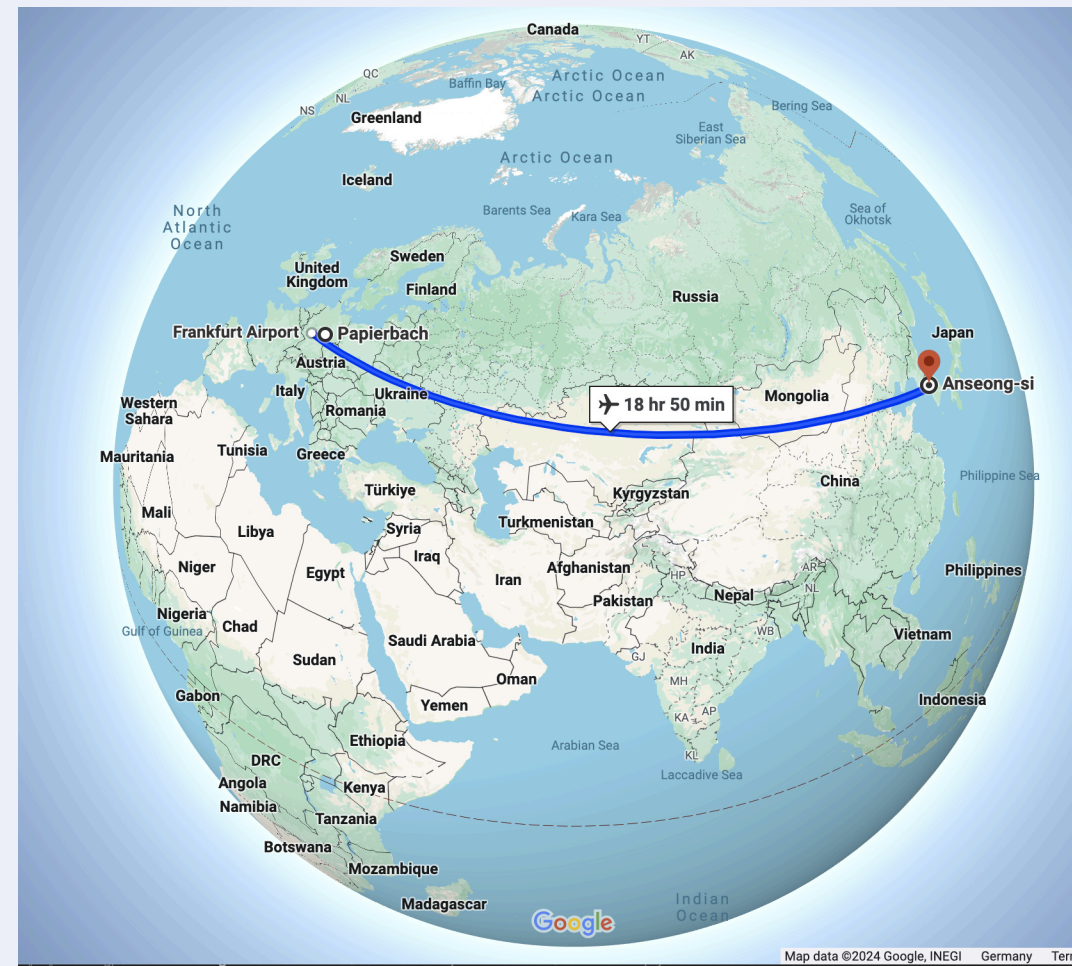 Canada
YT
AK
QC
Baffin Bay
Arctic Ocean
Arctic Ocean
NL
NS
Greenland
Bering Sea
East
Siberian Sea
Arctic Ocean
Iceland
North
Atlantic
Ocean
Barents Sea
Kara Sea
Sea of
Okhotsk
Sweden
United
Kingdom
Finland
Russia
Frankfurt Airport
Papierbach
Japan
Austria
Anseong-si
Italy
Ukraine
Mongolia
18 hr 50 min
Western
Sahara
Romania
Mauritania
Tunisia
Greece
Philippine Sea
China
Türkiye
Kyrgyzstan
Mali
Turkmenistan
Libya
Syria
Iraq
Niger
Egypt
Iran
Afghanistan
HP
AR
NL
Philippines
Pakistan
Nepal
Nigeria
Gulf of Guinea
Chad
WB
Vietnam
Saudi Arabia
India
GJ
Sudan
Oman
MH
Gabon
Yemen
Indonesia
KA
AP
Ethiopia
Arabian Sea
KL
DRC
Laccadive Sea
Angola
Kenya
Namibia
Tanzania
Botswana
Mozambique
Madagascar
Indian
Ocean
Google
Map data ©2024 Google, INEGI Germany